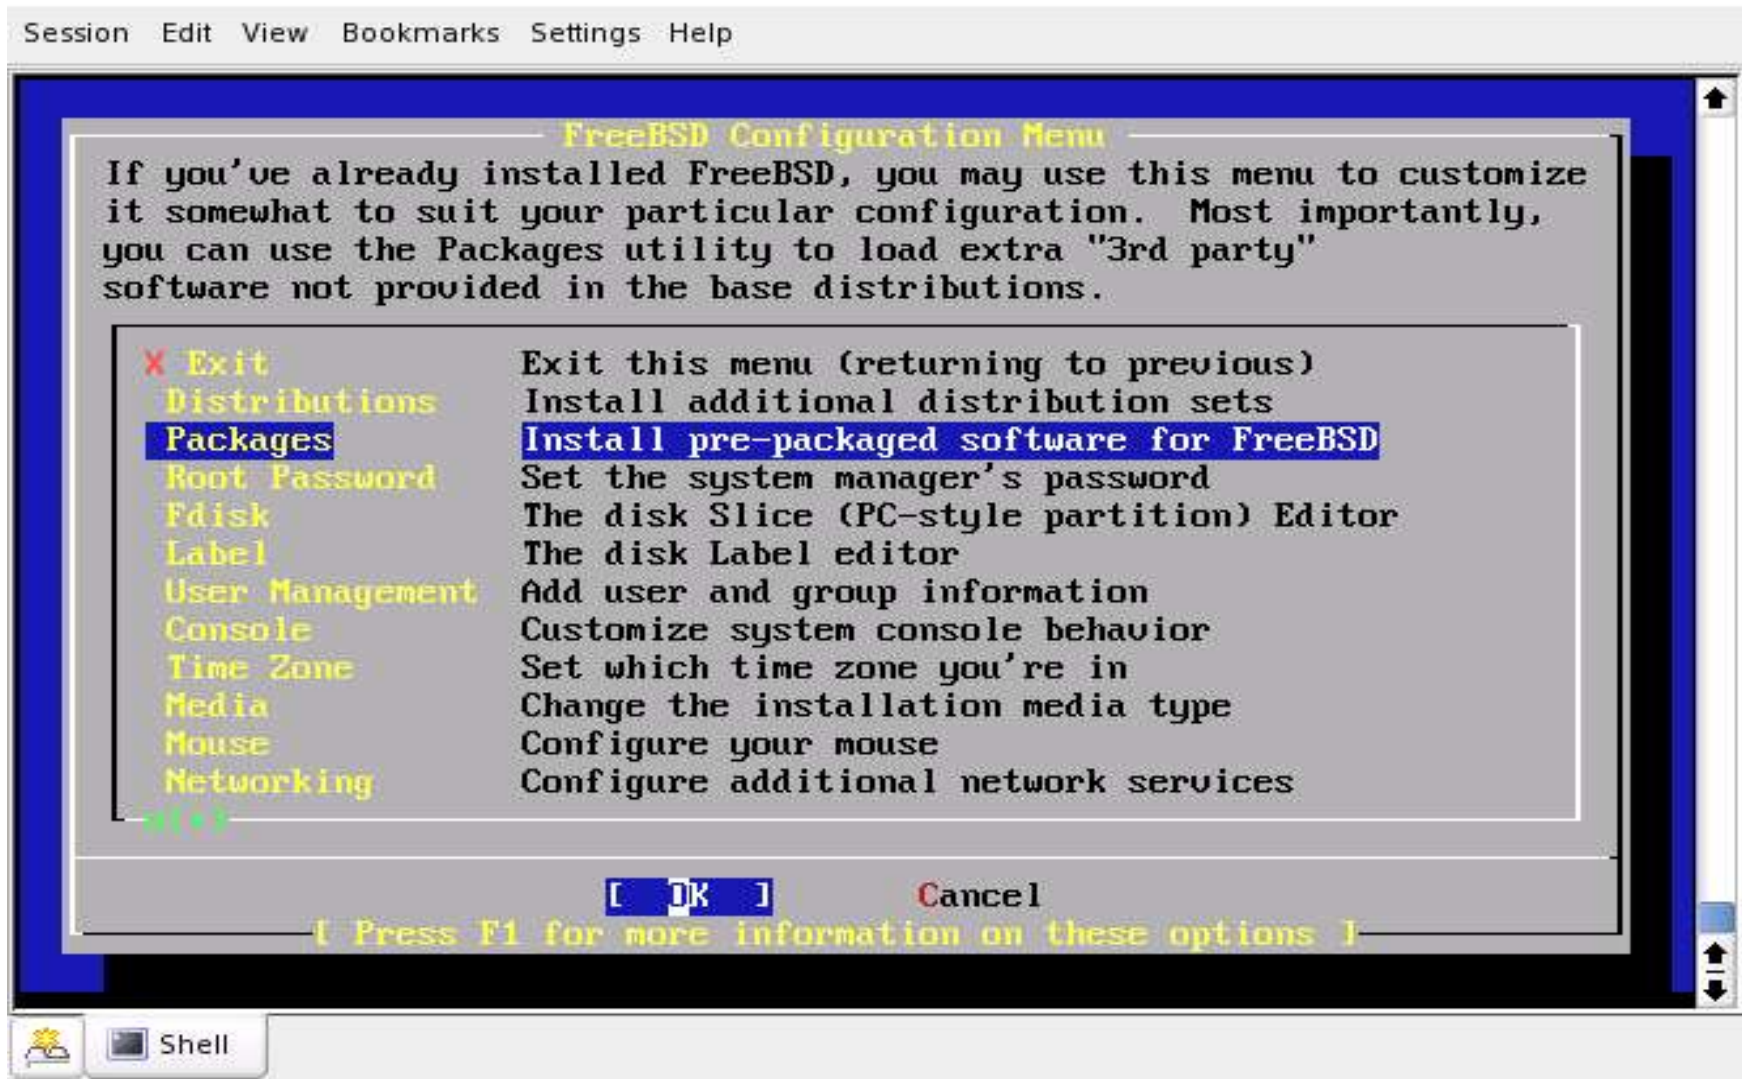 Session Edit View Bookmarks Settings Help
FreeBSD Configuration Menu
If you've already installed FreeBSD, you may use this menu to customize
it somewhat to suit your particular configuration.  Most importantly,
you can use the Packages utility to load extra "3rd party"
software not provided in the base distributions.
X Exit Exit this menu (returning to previous)
Distributions Install additional distribution sets
Packages Install pre-packaged software for FreeBSD
Root Password Set the system manager's password
Fdisk The disk Slice (PC-style partition) Editor
Label The disk Label editor
User Management Add user and group information
Console Customize system console behavior
Time Zone Set which time zone you're in
Media Change the installation media type
Mouse Configure your mouse
Networking Configure additional network services
[ OK ] Cancel
[ Press F1 for more information on these options ]
Shell